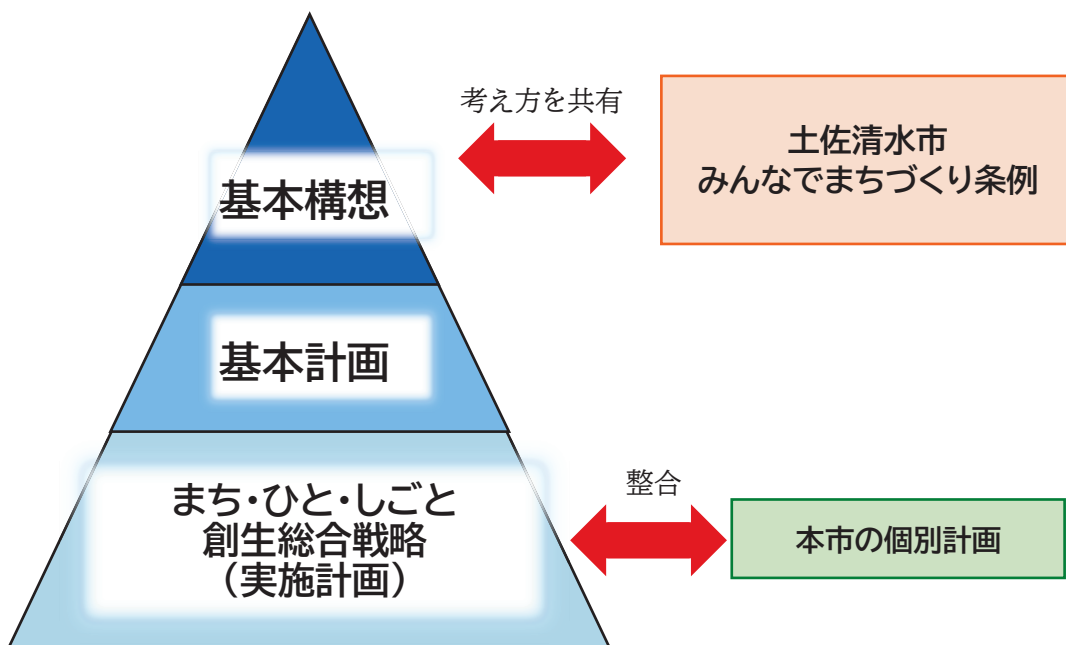 考え方を共有
土佐清水市
みんなでまちづくり条例
基本構想
基本計画
まち・ひと・しごと
創生総合戦略
（実施計画）
整合
本市の個別計画